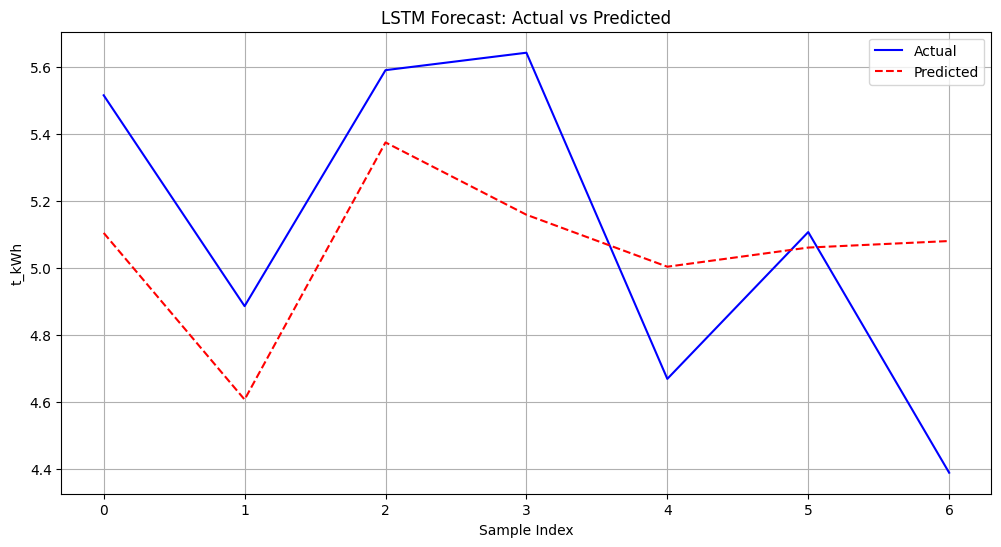 LSTM Forecast: Actual vs Predicted
Actual
Predicted
5.6
5.4
5.2
5.0
4.8
4.6
4.4
t_kWh
0 1 2 3 4 5 6
Sample Index